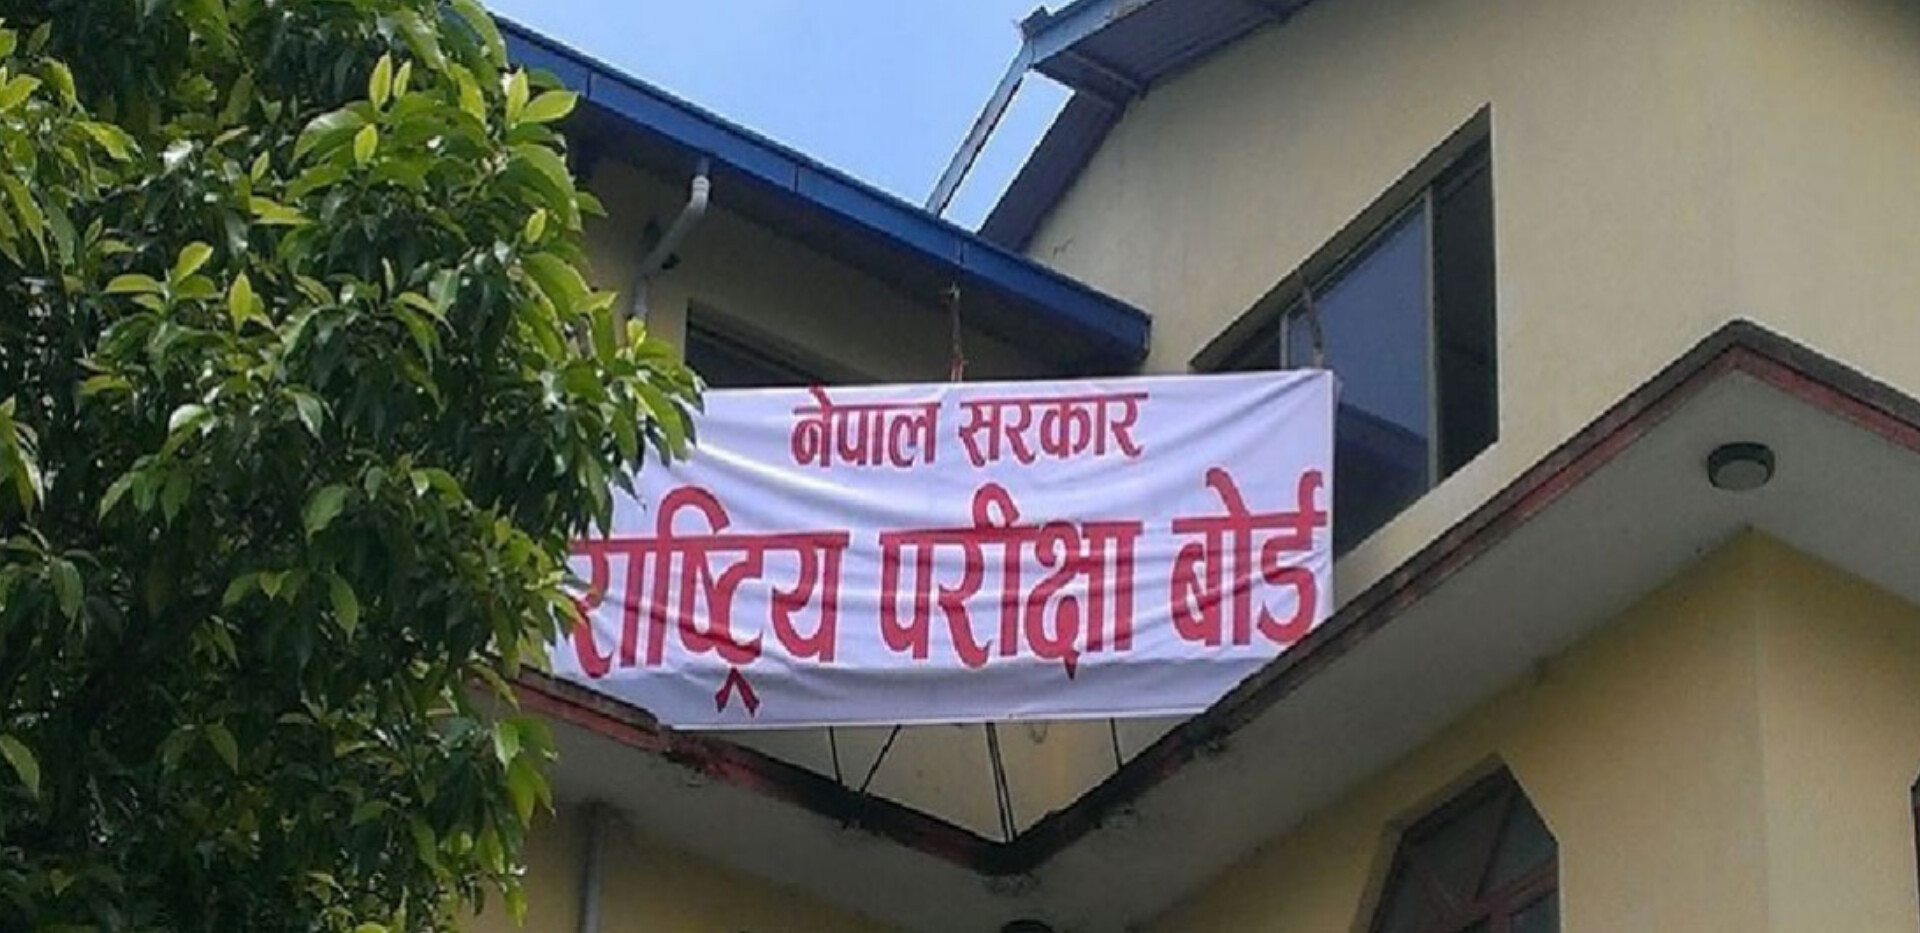 नेपाल सरकार
राष्ट्रिय परीक्षा बोर्ड